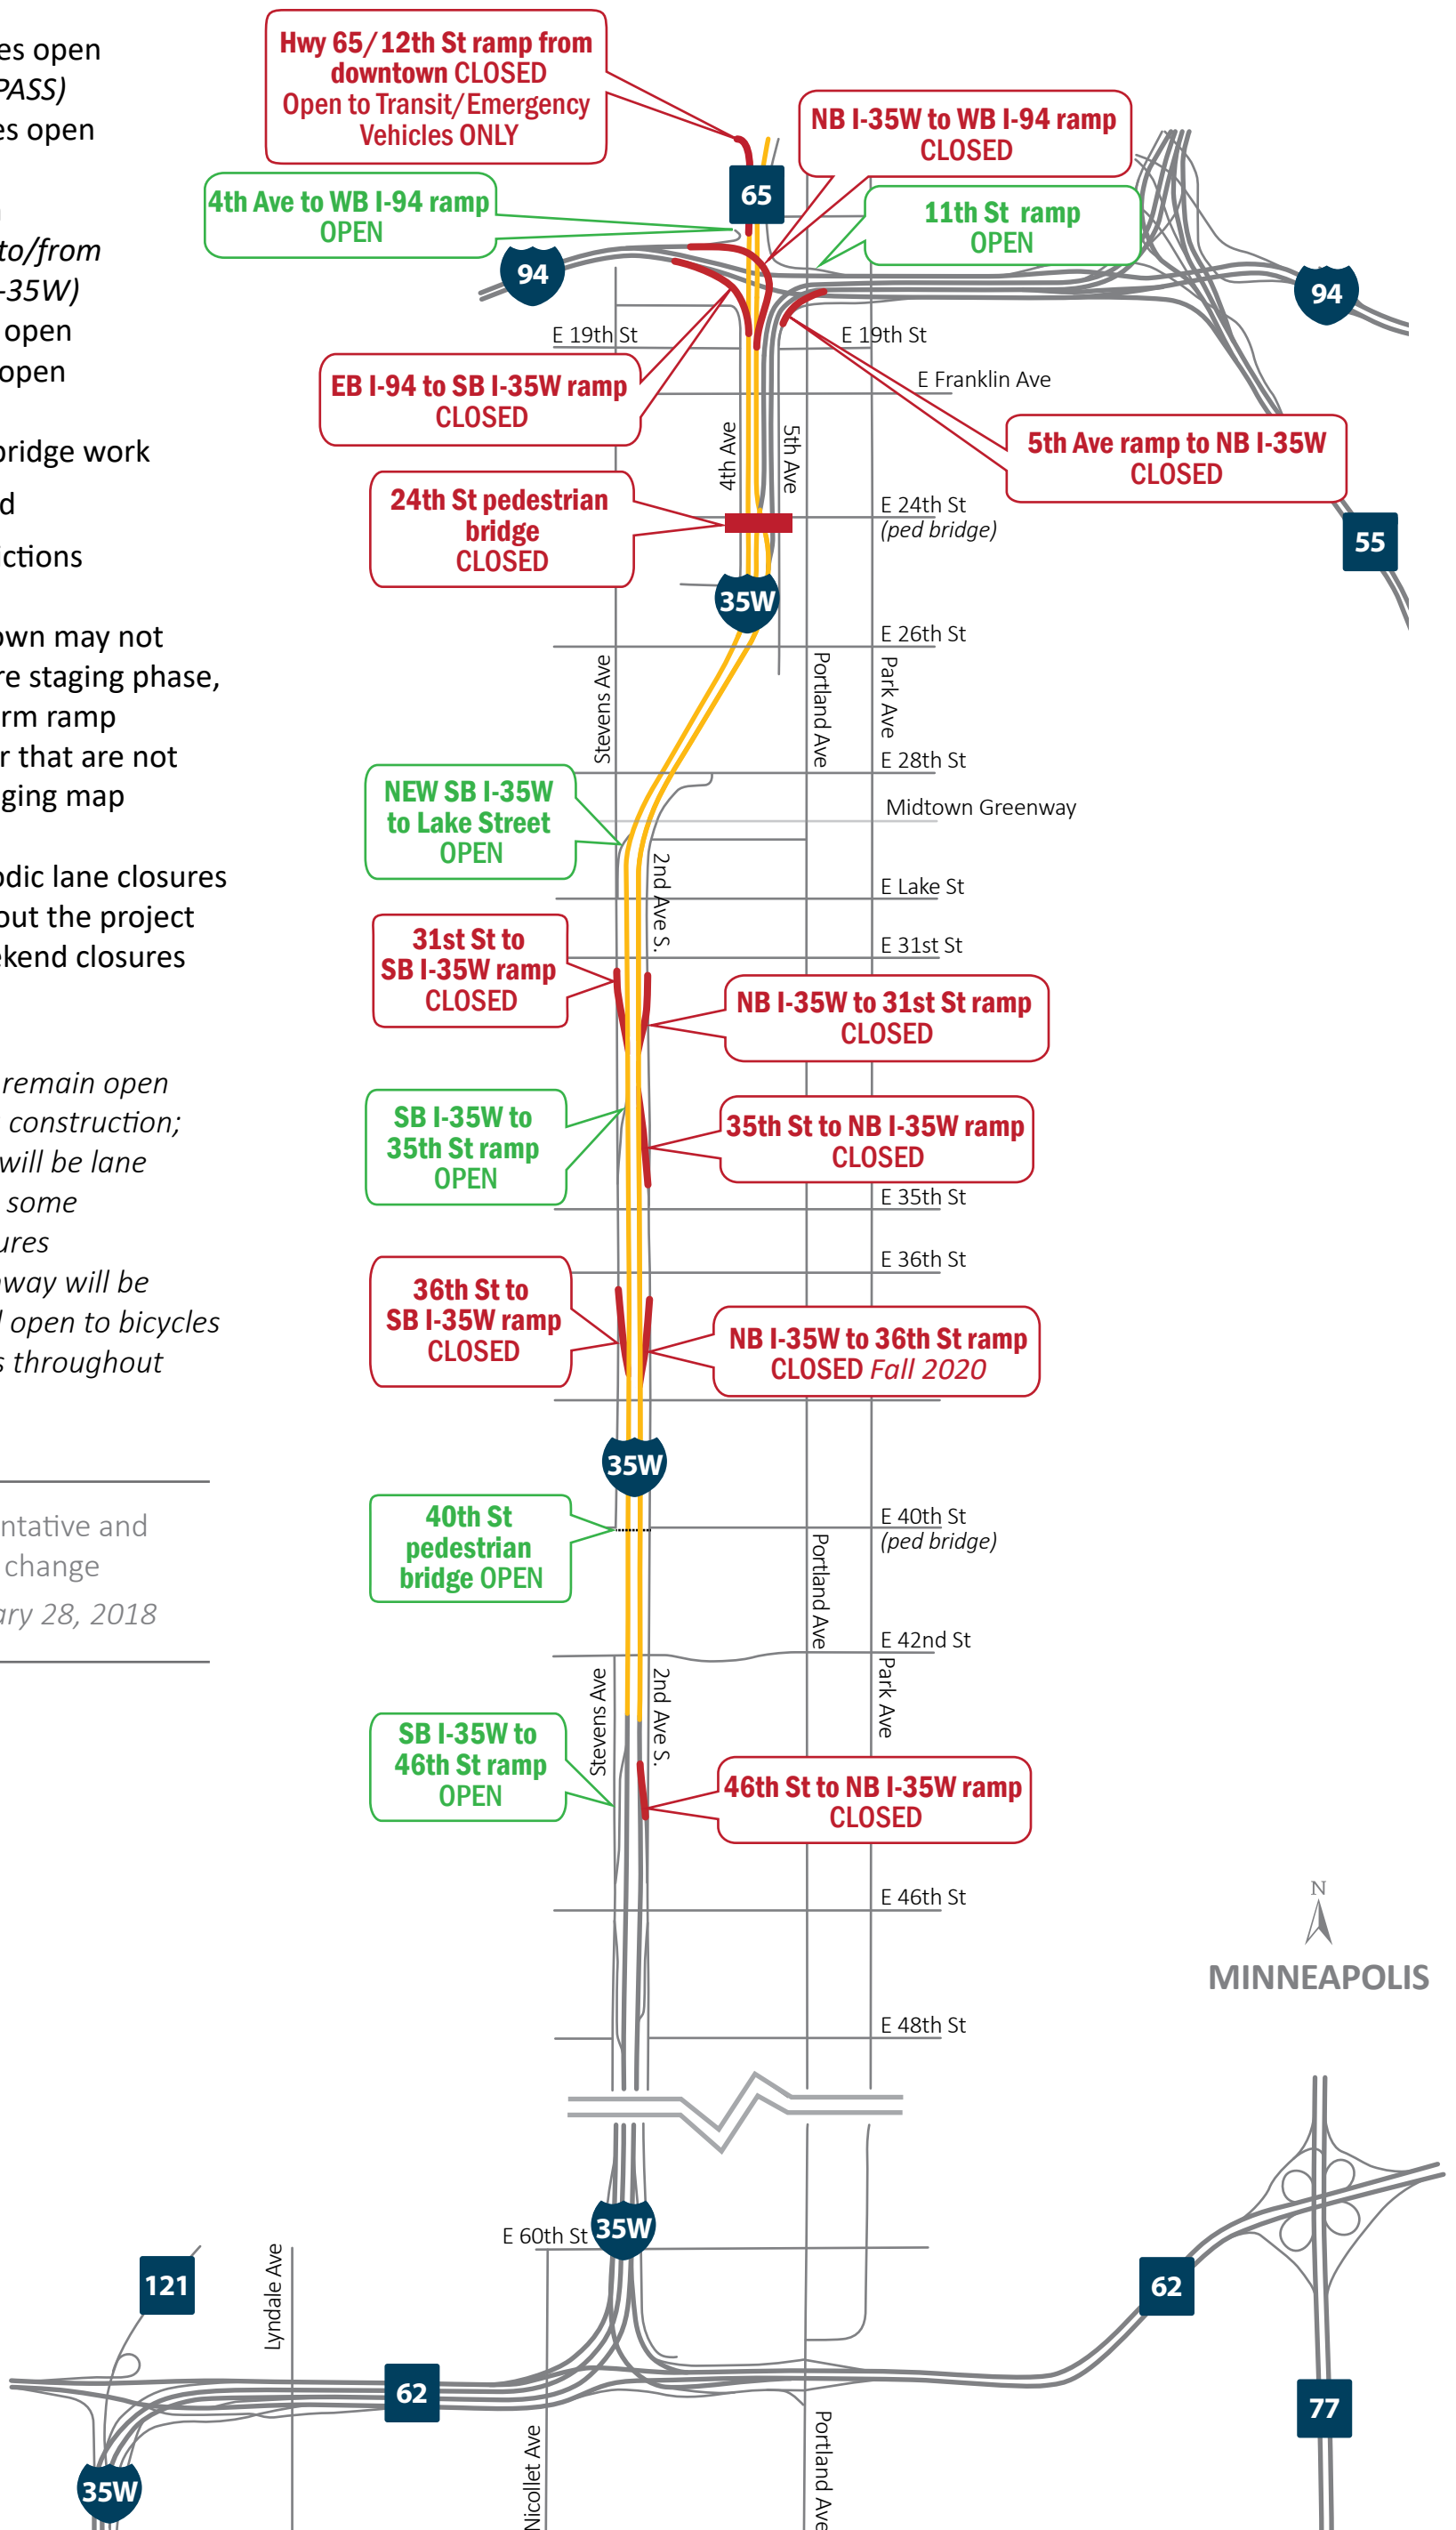 es open
PASS)
es open
to/from
-35W)
open
open
bridge work
d
ictions
own may not
re staging phase,
rm ramp
r that are not
ging map
odic lane closures
out the project
ekend closures
remain open
construction;
will be lane
some
ures
nway will be
l open to bicycles
s throughout
ntative and
change
ary 28, 2018
Hwy 65/12th St ramp from
downtown CLOSED
Open to Transit/Emergency
Vehicles ONLY
NB I-35W to WB I-94 ramp
CLOSED
65
4th Ave to WB I-94 ramp
OPEN
11th St ramp
OPEN
94
94
E 19th St
E 19th St
EB I-94 to SB I-35W ramp
CLOSED
E Franklin Ave
4th Ave
5th Ave
5th Ave ramp to NB I-35W
CLOSED
24th St pedestrian
bridge
CLOSED
E 24th St
(ped bridge)
55
35W
E 26th St
Stevens Ave
Portland Ave
Park Ave
E 28th St
NEW SB I-35W
to Lake Street
OPEN
Midtown Greenway
2nd Ave S.
E Lake St
31st St to
SB I-35W ramp
CLOSED
E 31st St
NB I-35W to 31st St ramp
CLOSED
SB I-35W to
35th St ramp
OPEN
35th St to NB I-35W ramp
CLOSED
E 35th St
E 36th St
36th St to
SB I-35W ramp
CLOSED
NB I-35W to 36th St ramp
CLOSED Fall 2020
35W
40th St
pedestrian
bridge OPEN
E 40th St
(ped bridge)
Portland Ave
E 42nd St
Stevens Ave
2nd Ave S.
Park Ave
SB I-35W to
46th St ramp
OPEN
46th St to NB I-35W ramp
CLOSED
E 46th St
N
MINNEAPOLIS
E 48th St
E 60th St
35W
121
Lyndale Ave
62
62
77
Nicollet Ave
Portland Ave
35W